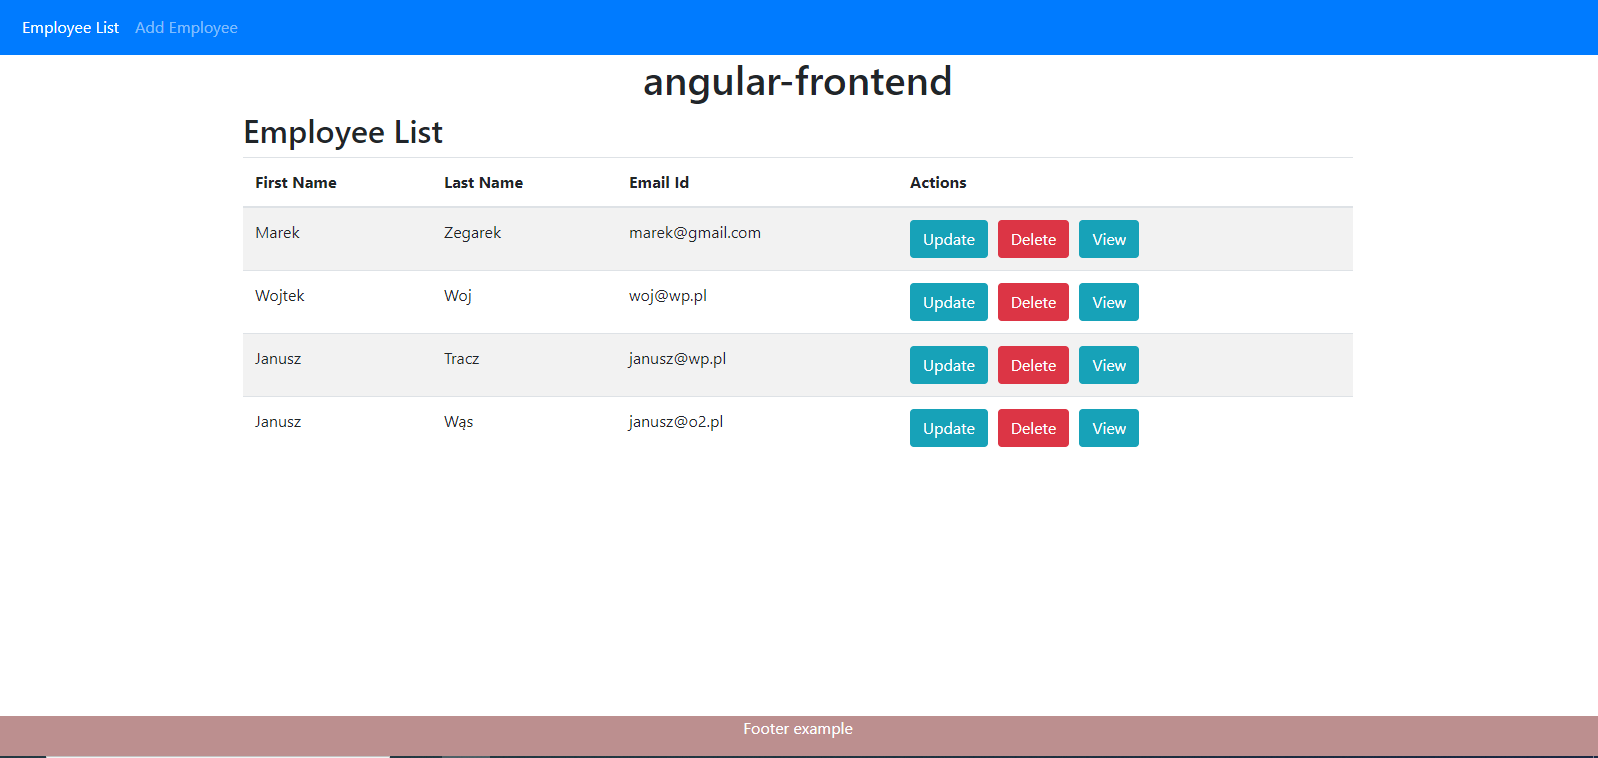 Employee List Add Employee
angular-frontend
Employee List
First Name Last Name Email Id Actions
Marek Zegarek marek@gmail.com Update Delete View
Wojtek Woj woj@wp.pl Update Delete View
Janusz Tracz janusz@wp.pl Update Delete View
Janusz Wąs janusz@o2.pl Update Delete View
Footer example